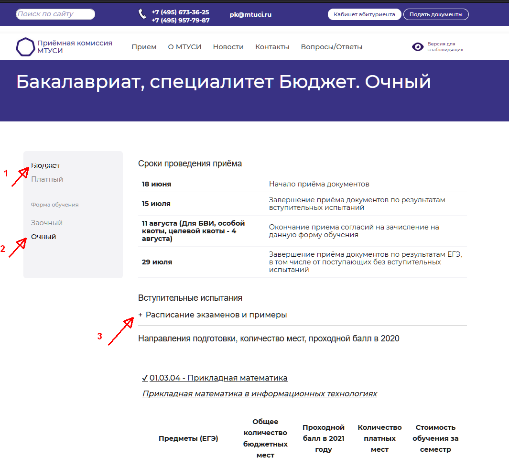 Поиск по сайту
+7 (495) 673-36-25
+7 (495) 957-79-87
pk@mtuci.ru
Кабинет абитуриента
Подать документы
Приёмная комиссия
МТУСИ
Прием
О МТУСИ
Новости
Контакты
Вопросы/Ответы
Версия для
слабовидящих
Бакалавриат, специалитет Бюджет. Очный
1
Бюджет
Платный
Форма обучения
Заочный
2
Очный
Сроки проведения приёма
18 июня
Начало приёма документов
15 июля
Завершение приёма документов по результатам
вступительных испытаний
11 августа (Для БВИ, особой
квоты, целевой квоты - 4
августа)
Окончание приема согласий на зачисление на
данную форму обучения
29 июля
Завершение приёма документов по результатам ЕГЭ,
в том числе от поступающих без вступительных
испытаний
Вступительные испытания
+ Расписание экзаменов и примеры
3
Направления подготовки, количество мест, проходной балл в 2020
✓ 01.03.04 - Прикладная математика
Прикладная математика в информационных технологиях
Предметы (ЕГЭ)
Общее
количество
бюджетных
мест
Проходной
балл в 2021
году
Количество
платных
мест
Стоимость
обучения за
семестр